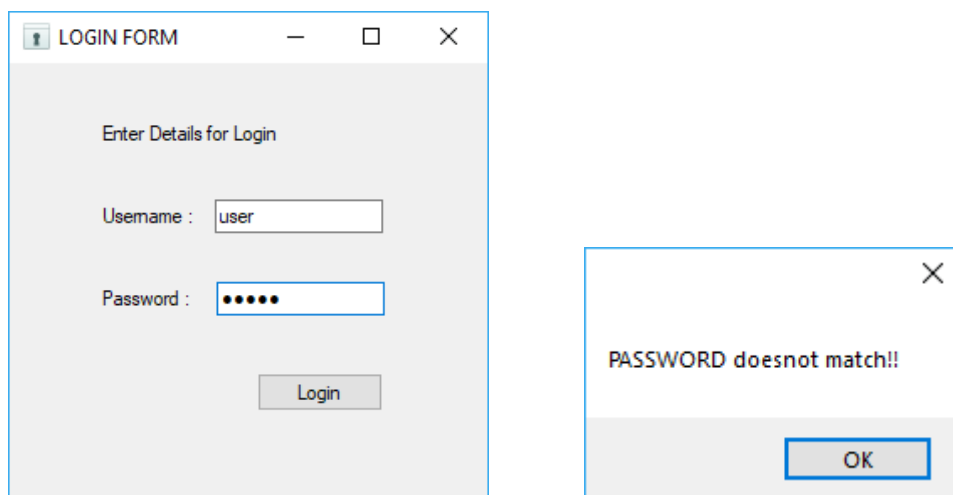 LOGIN FORM
Enter Details for Login
Username : user
Password : •••••
Login
PASSWORD doesnot match!!
OK